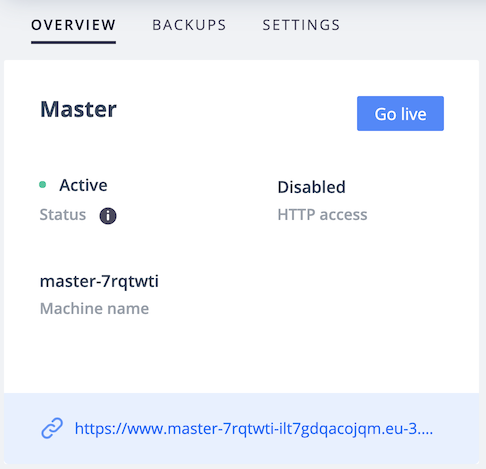 OVERVIEW BACKUPS SETTINGS
Master
Go live
Active
Status
Disabled
HTTP access
master-7rqtwti
Machine name
https://www.master-7rqtwti-ilt7gdqacojqm.eu-3....